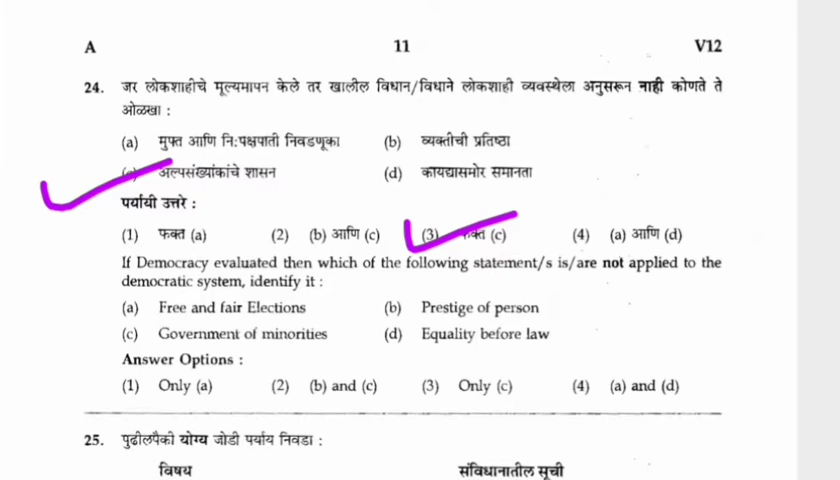 A 11 V12
24. जर लोकशाहीचे मूल्यमापन केले तर खालील विधान/विधाने लोकशाही व्यवस्थेला अनुसरून नाही कोणते ते
ओळखा :
(a) मुफ्त आणि नि:पक्षपाती निवडणूका (b) व्यक्तीची प्रतिष्ठा
(c) अल्पसंख्यांकांचे शासन (d) कायद्यासमोर समानता
पर्यायी उत्तरे :
(1) फक्त (a) (2) (b) आणि (c) (3) फक्त (c) (4) (a) आणि (d)
If Democracy evaluated then which of the following statement/s is/are not applied to the
democratic system, identify it :
(a) Free and fair Elections (b) Prestige of person
(c) Government of minorities (d) Equality before law
Answer Options :
(1) Only (a) (2) (b) and (c) (3) Only (c) (4) (a) and (d)
25. पुढीलपैकी योग्य जोडी पर्याय निवडा :
विषय संविधानातील सूची